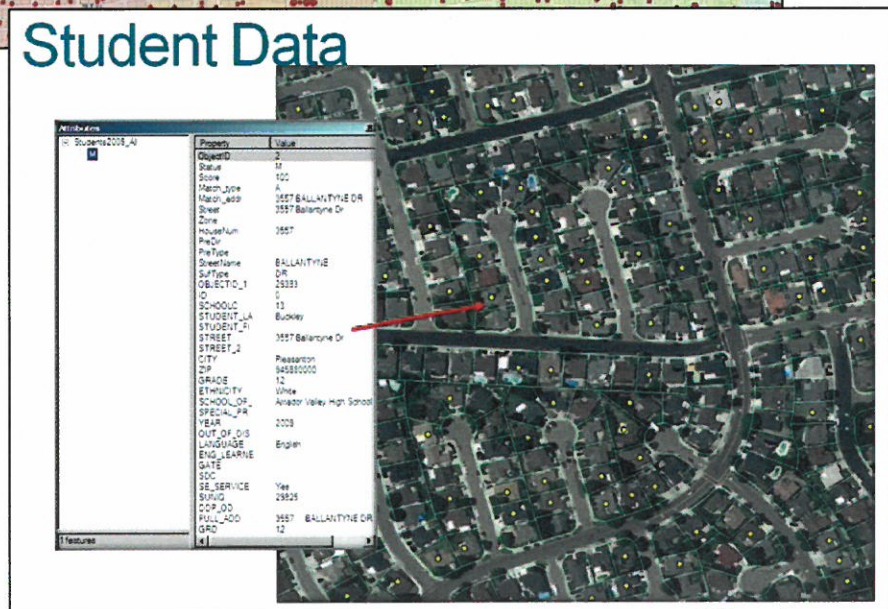 Student Data
Attributes
Property Value
ObjectID 2
Status M
Score 100
Match_type A
Match_addr 3557 BALLANTYNE DR
Street 3557 Ballantyne Dr
Zone
HouseNum 3557
PreDir
PreType
StreetName BALLANTYNE
SufType DR
OBJECTID_1
ID 0
SCHOOLC 13
STUDENT_LA Buckley
STUDENT_FI
STREET 3557 Ballantyne Dr
STREET_2
CITY Pleasanton
ZIP 945880000
GRADE 12
ETHNICITY White
SCHOOL_OF_ Amador Valley High School
SPECIAL_PR
YEAR
OUT_OF_DIS
LANGUAGE English
ENG_LEARNE
GATE
SDC
SE_SERVICE Yes
SUNIQ
FULL_ADD 3557 BALLANTYNE DR
GRD 12
M
1 features